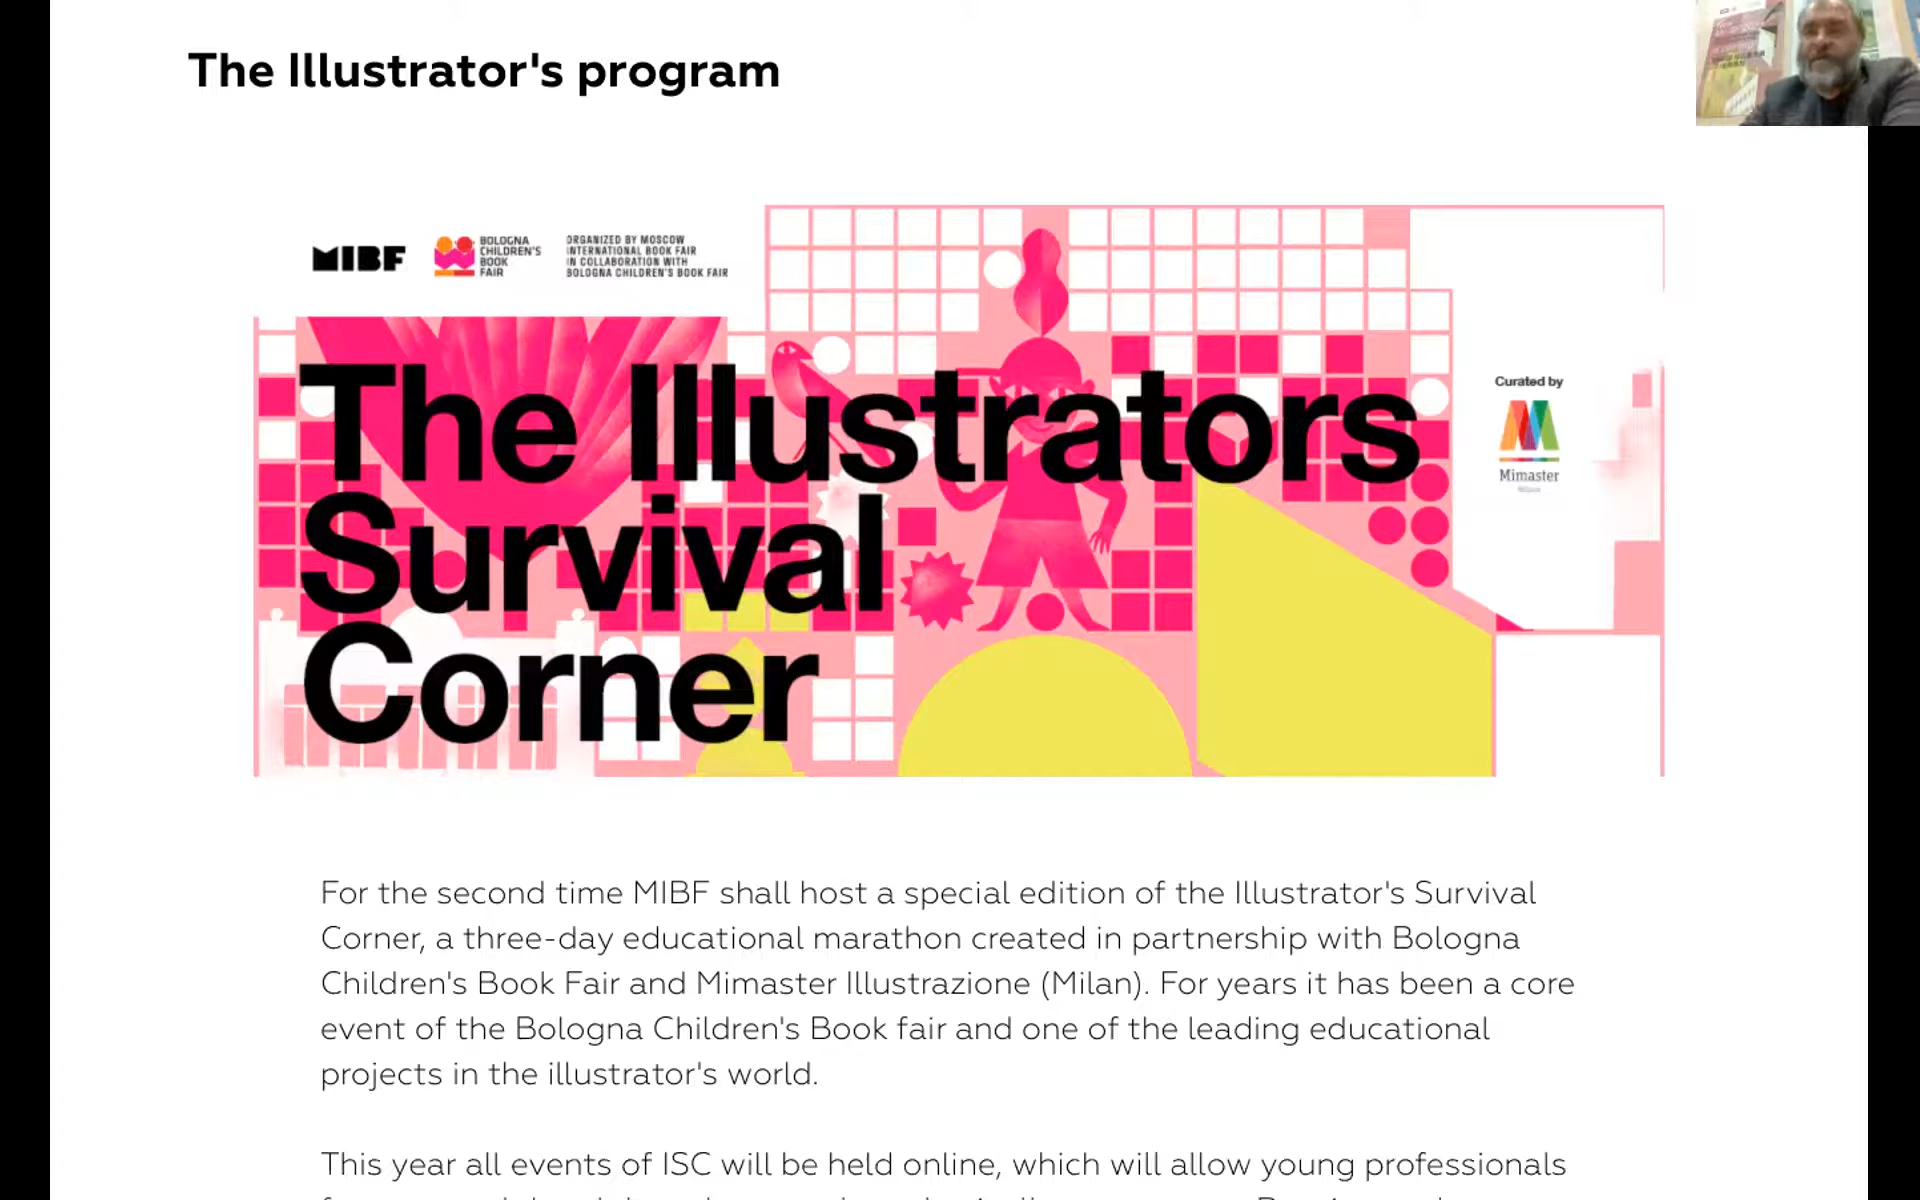 The Illustrator's program
MIBF
BOLOGNA
CHILDREN'S
BOOK
FAIR
ORGANIZED BY MOSCOW
INTERNATIONAL BOOK FAIR
IN COLLABORATION WITH
BOLOGNA CHILDREN'S BOOK FAIR
The Illustrators
Survival
Corner
Curated by
Mimaster
For the second time MIBF shall host a special edition of the Illustrator's Survival
Corner, a three-day educational marathon created in partnership with Bologna
Children's Book Fair and Mimaster Illustrazione (Milan). For years it has been a core
event of the Bologna Children's Book fair and one of the leading educational
projects in the illustrator's world.
This year all events of ISC will be held online, which will allow young professionals